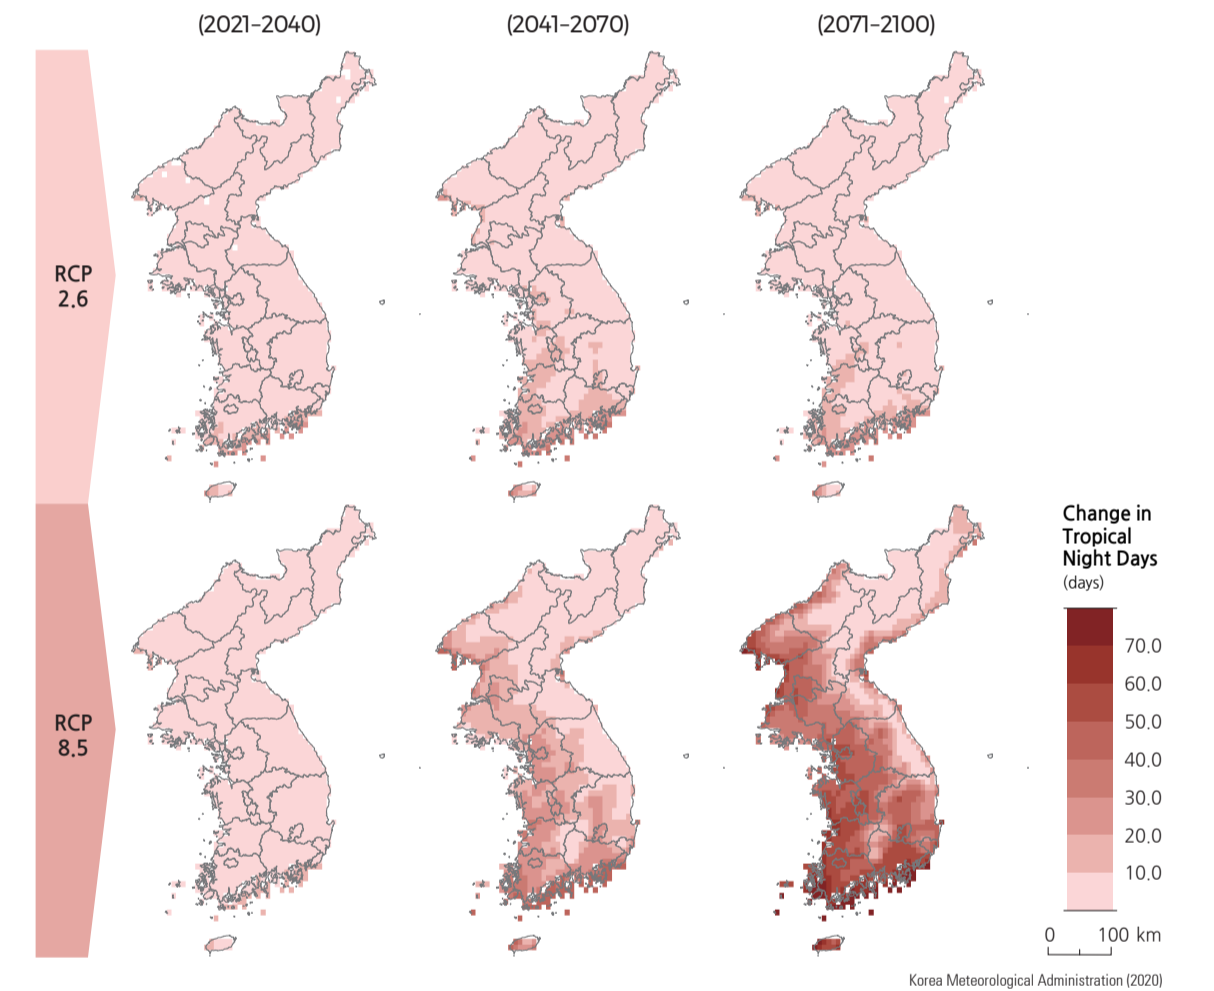 (2021–2040)
(2041–2070)
(2071–2100)
RCP
2.6
RCP
8.5
Change in
Tropical
Night Days
(days)
70.0
60.0
50.0
40.0
30.0
20.0
10.0
0 100 km
Korea Meteorological Administration (2020)